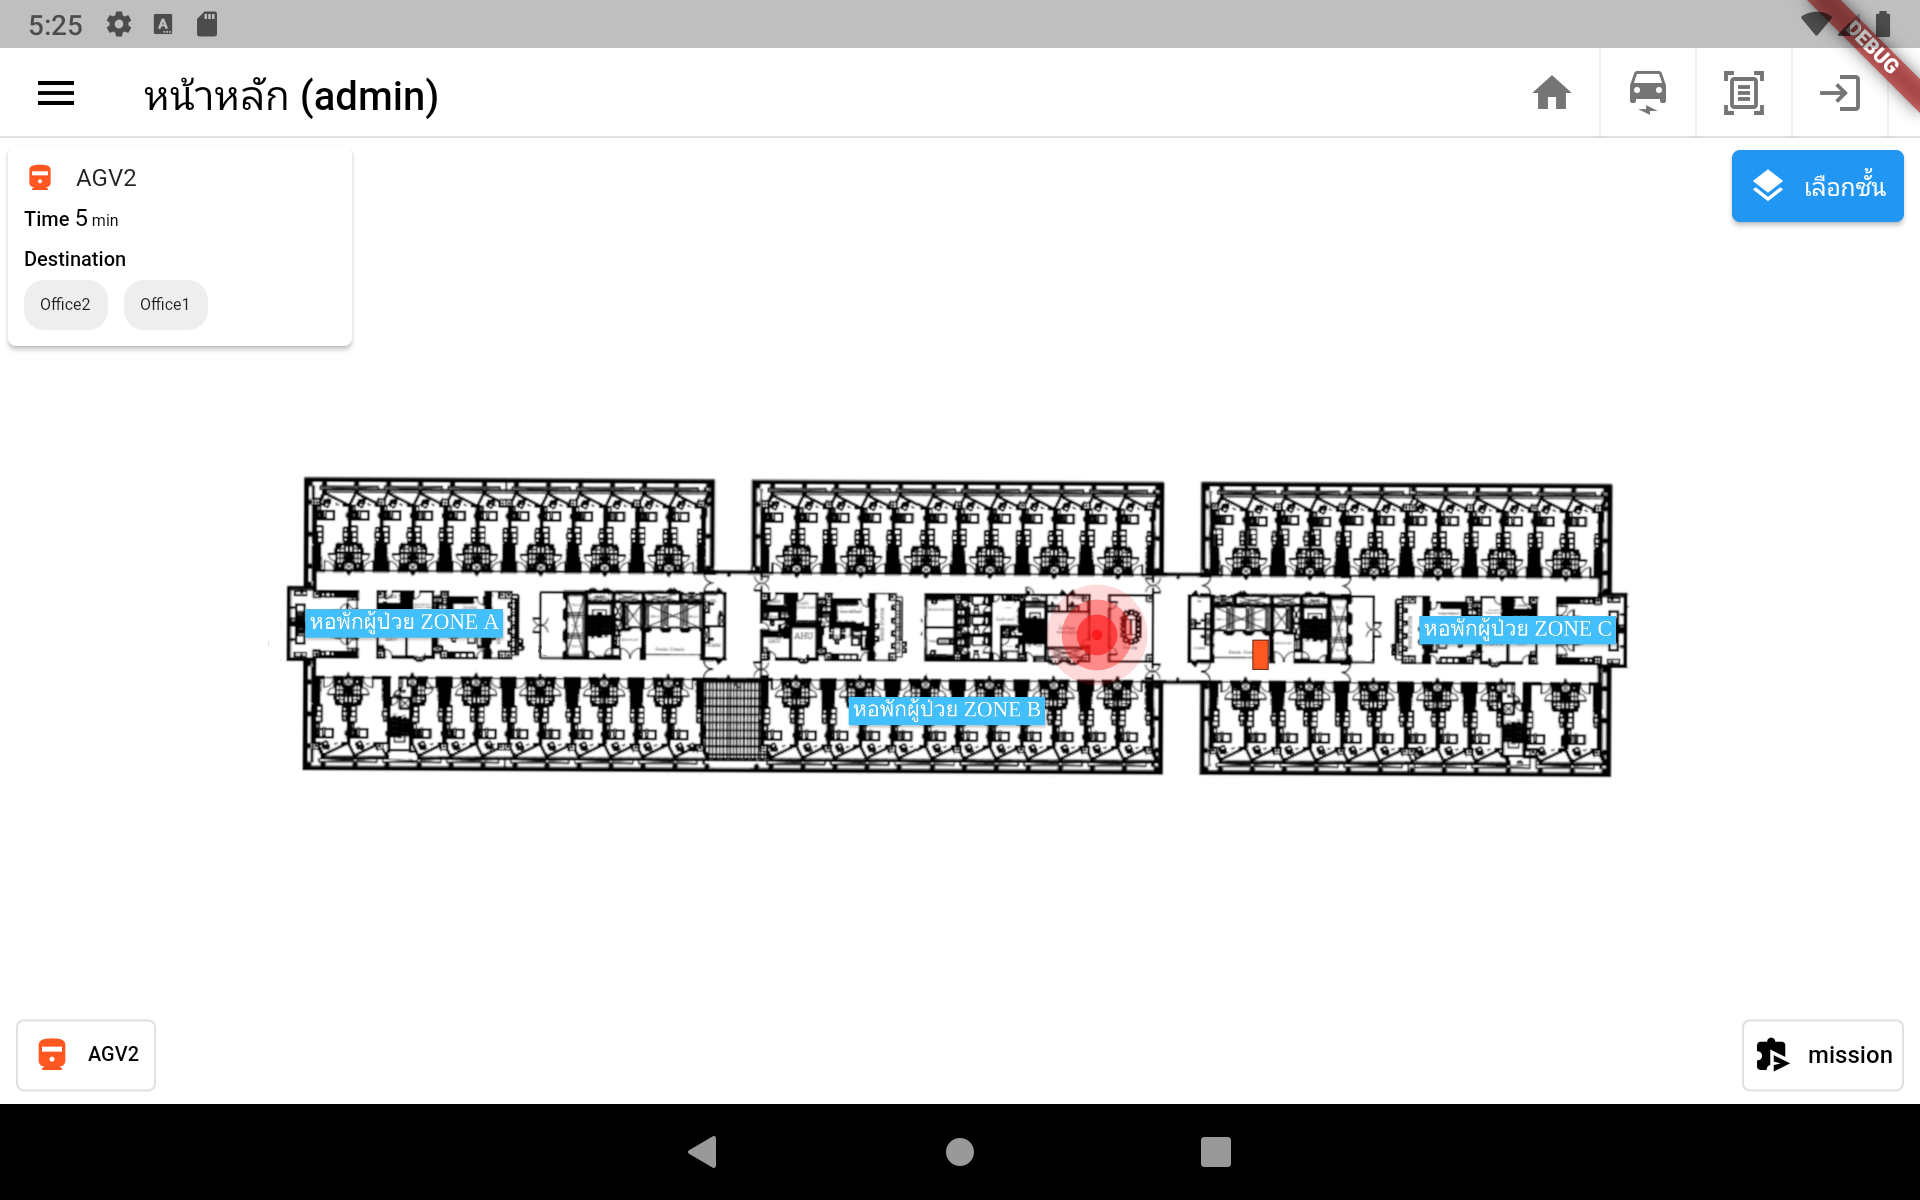 5:25
DEBUG
หน้าหลัก (admin)
AGV2
เลือกชั้น
Time 5 min
Destination
Office2 Office1
หอพักผู้ป่วย ZONE A
หอพักผู้ป่วย ZONE C
AHU
หอพักผู้ป่วย ZONE B
AGV2
mission